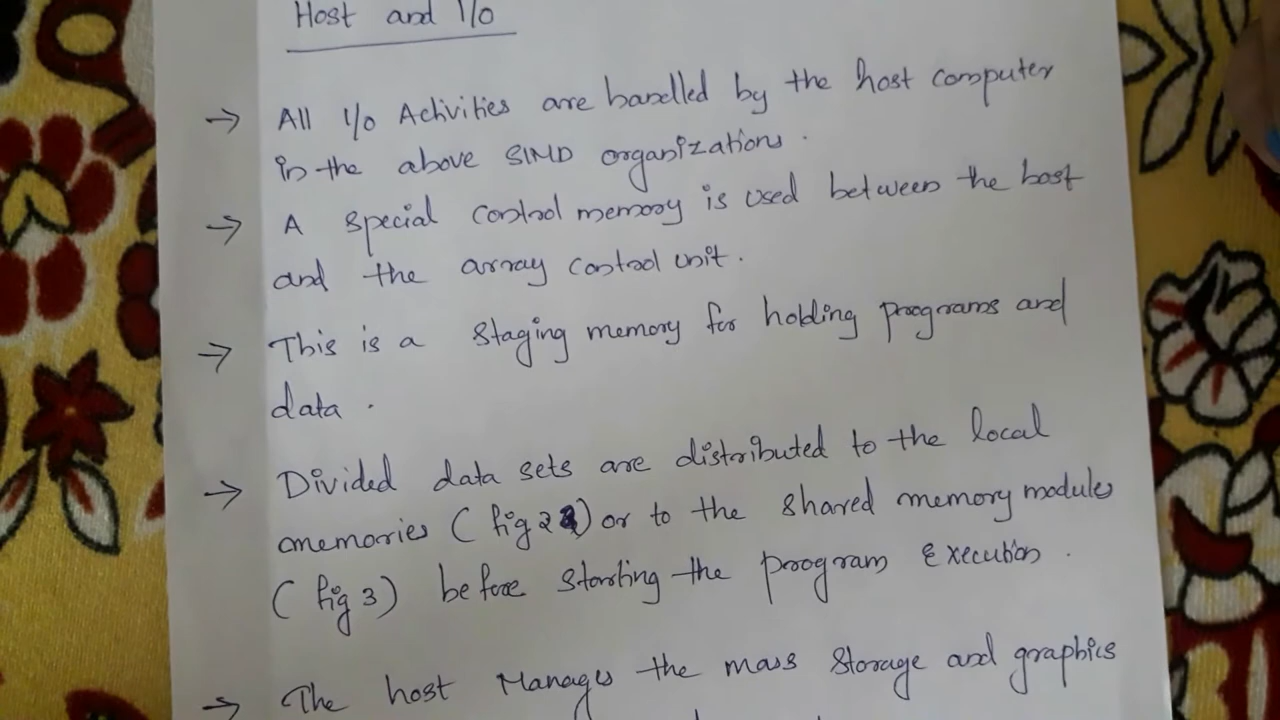 Host and I/o
→ All I/o Activities are handled by the host computer
in the above SIMD organizations.
→ A special control memory is used between the host
and the array control unit.
→ This is a staging memory for holding programs and
data.
→ Divided data sets are distributed to the local
memories (fig 2) or to the shared memory modules
(fig 3) before starting the program Execution.
→ The host Manages the mass storage and graphics